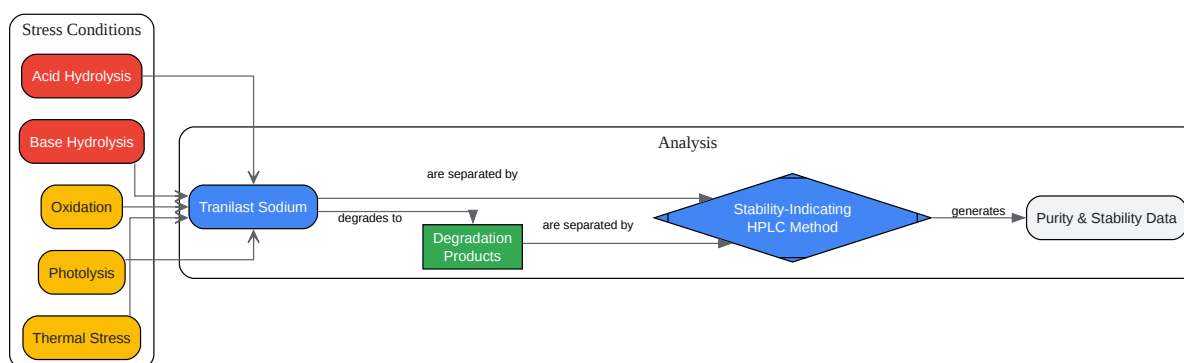 Stress Conditions
Acid Hydrolysis
Base Hydrolysis
Oxidation
Photolysis
Thermal Stress
Analysis
Tranilast Sodium
are separated by
degrades to
Degradation
Products
are separated by
Stability-Indicating
HPLC Method
generates
Purity & Stability Data